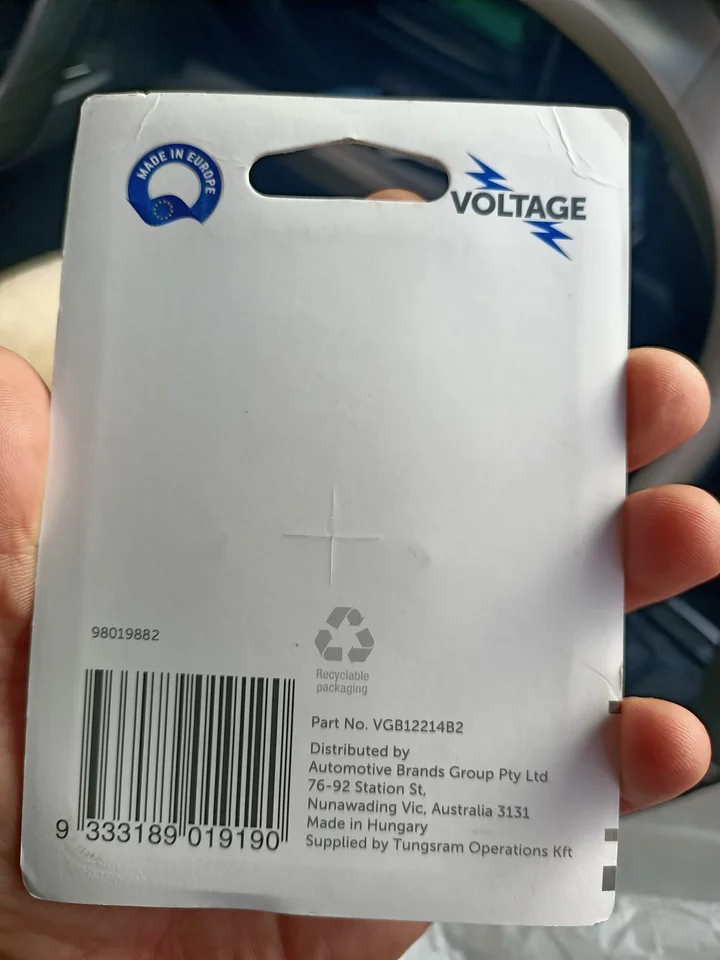 MADE IN EUROPE
VOLTAGE
98019882
Recyclable
packaging
Part No. VGB12214B2
Distributed by
Automotive Brands Group Pty Ltd
76-92 Station St,
Nunawading Vic, Australia 3131
Made in Hungary
Supplied by Tungsram Operations Kft
9 333189 019190